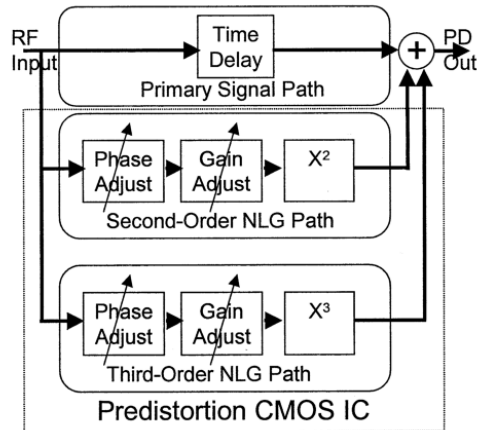 RF
Input
Time
Delay
+
PD
Out
Primary Signal Path
Phase
Adjust
Gain
Adjust
X²
Second-Order NLG Path
Phase
Adjust
Gain
Adjust
X³
Third-Order NLG Path
Predistortion CMOS IC